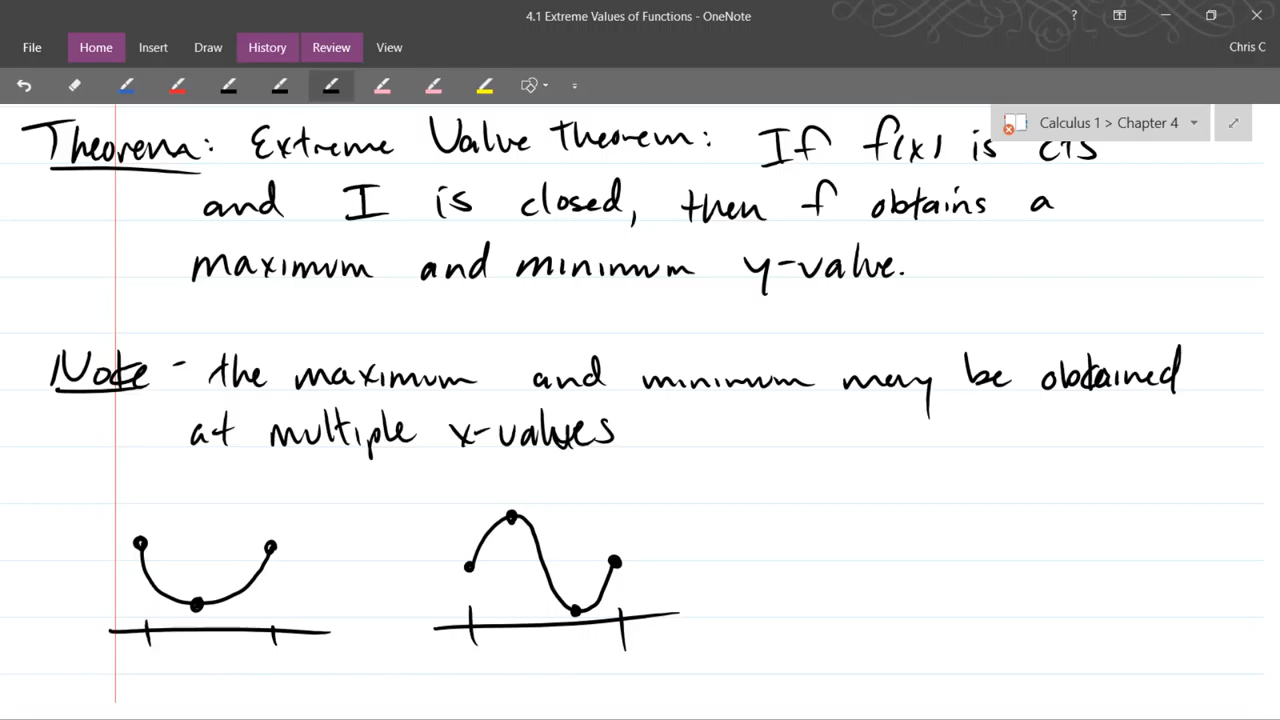 4.1 Extreme Values of Functions - OneNote
?
File Home Insert Draw History Review View Chris C
Calculus 1 > Chapter 4
Theorem: Extreme Value Theorem: If f(x) is cts
and I is closed, then f obtains a
maximum and minimum y-value.
Note - the maximum and minimum may be obtained
at multiple x-values